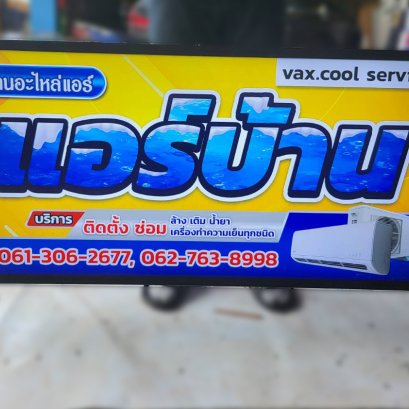 vax.cool serv
านอะไหล่แอร์
แอร์บ้าน
บริการ ติดตั้ง ซ่อม ล้าง เติม น้ำยา
เครื่องทำความเย็นทุกชนิด
061-306-2677, 062-763-8998